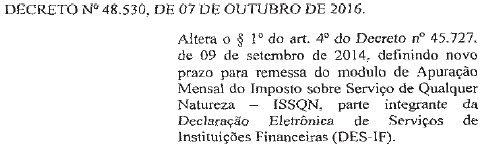 DECRETO Nº 48.530, DE 07 DE OUTUBRO DE 2016.
Altera o § 1º do art. 4º do Decreto nº 45.727,
de 09 de setembro de 2014, definindo novo
prazo para remessa do modulo de Apuração
Mensal do Imposto sobre Serviço de Qualquer
Natureza – ISSQN, parte integrante da
Declaração Eletrônica de Serviços de
Instituições Financeiras (DES-IF).